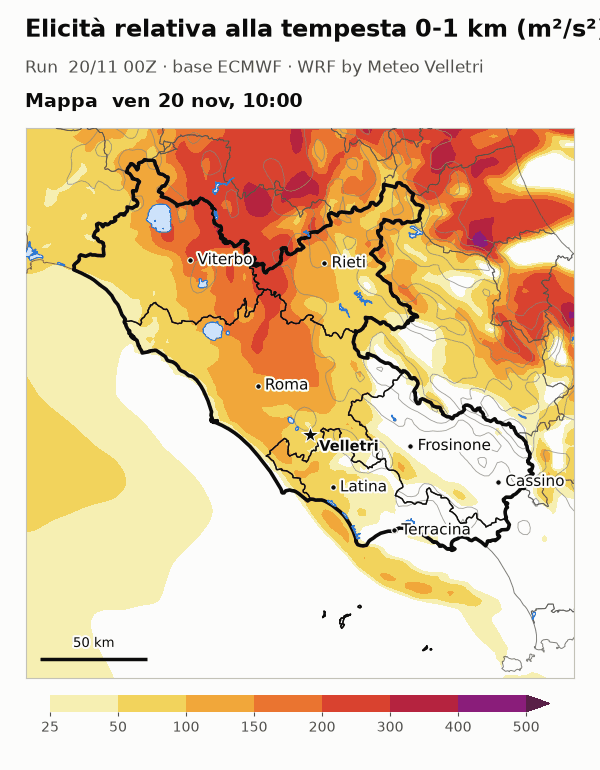 Elicità relativa alla tempesta 0-1 km (m²/s²)
Run 20/11 00Z · base ECMWF · WRF by Meteo Velletri
Mappa ven 20 nov, 10:00
Viterbo
Rieti
Roma
Velletri
Frosinone
Latina
Cassino
Terracina
50 km
25 50 100 150 200 300 400 500